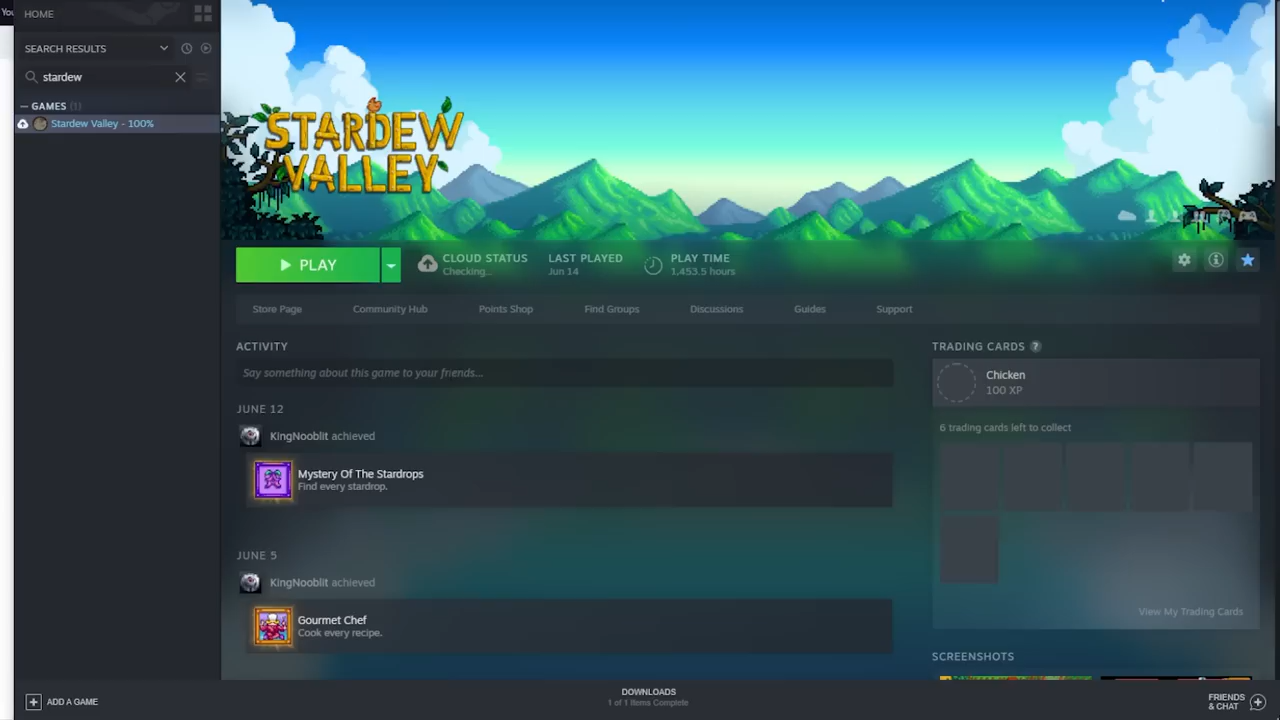 You
HOME
SEARCH RESULTS
stardew
GAMES (1)
Stardew Valley - 100%
STARDEW
VALLEY
PLAY
CLOUD STATUS
Checking...
LAST PLAYED
Jun 14
PLAY TIME
1,453.5 hours
Store Page
Community Hub
Points Shop
Find Groups
Discussions
Guides
Support
ACTIVITY
Say something about this game to your friends...
JUNE 12
KingNooblit achieved
Mystery Of The Stardrops
Find every stardrop.
JUNE 5
KingNooblit achieved
Gourmet Chef
Cook every recipe.
TRADING CARDS ?
Chicken
100 XP
6 trading cards left to collect
View My Trading Cards
SCREENSHOTS
ADD A GAME
DOWNLOADS
1 of 1 Items Complete
FRIENDS
& CHAT